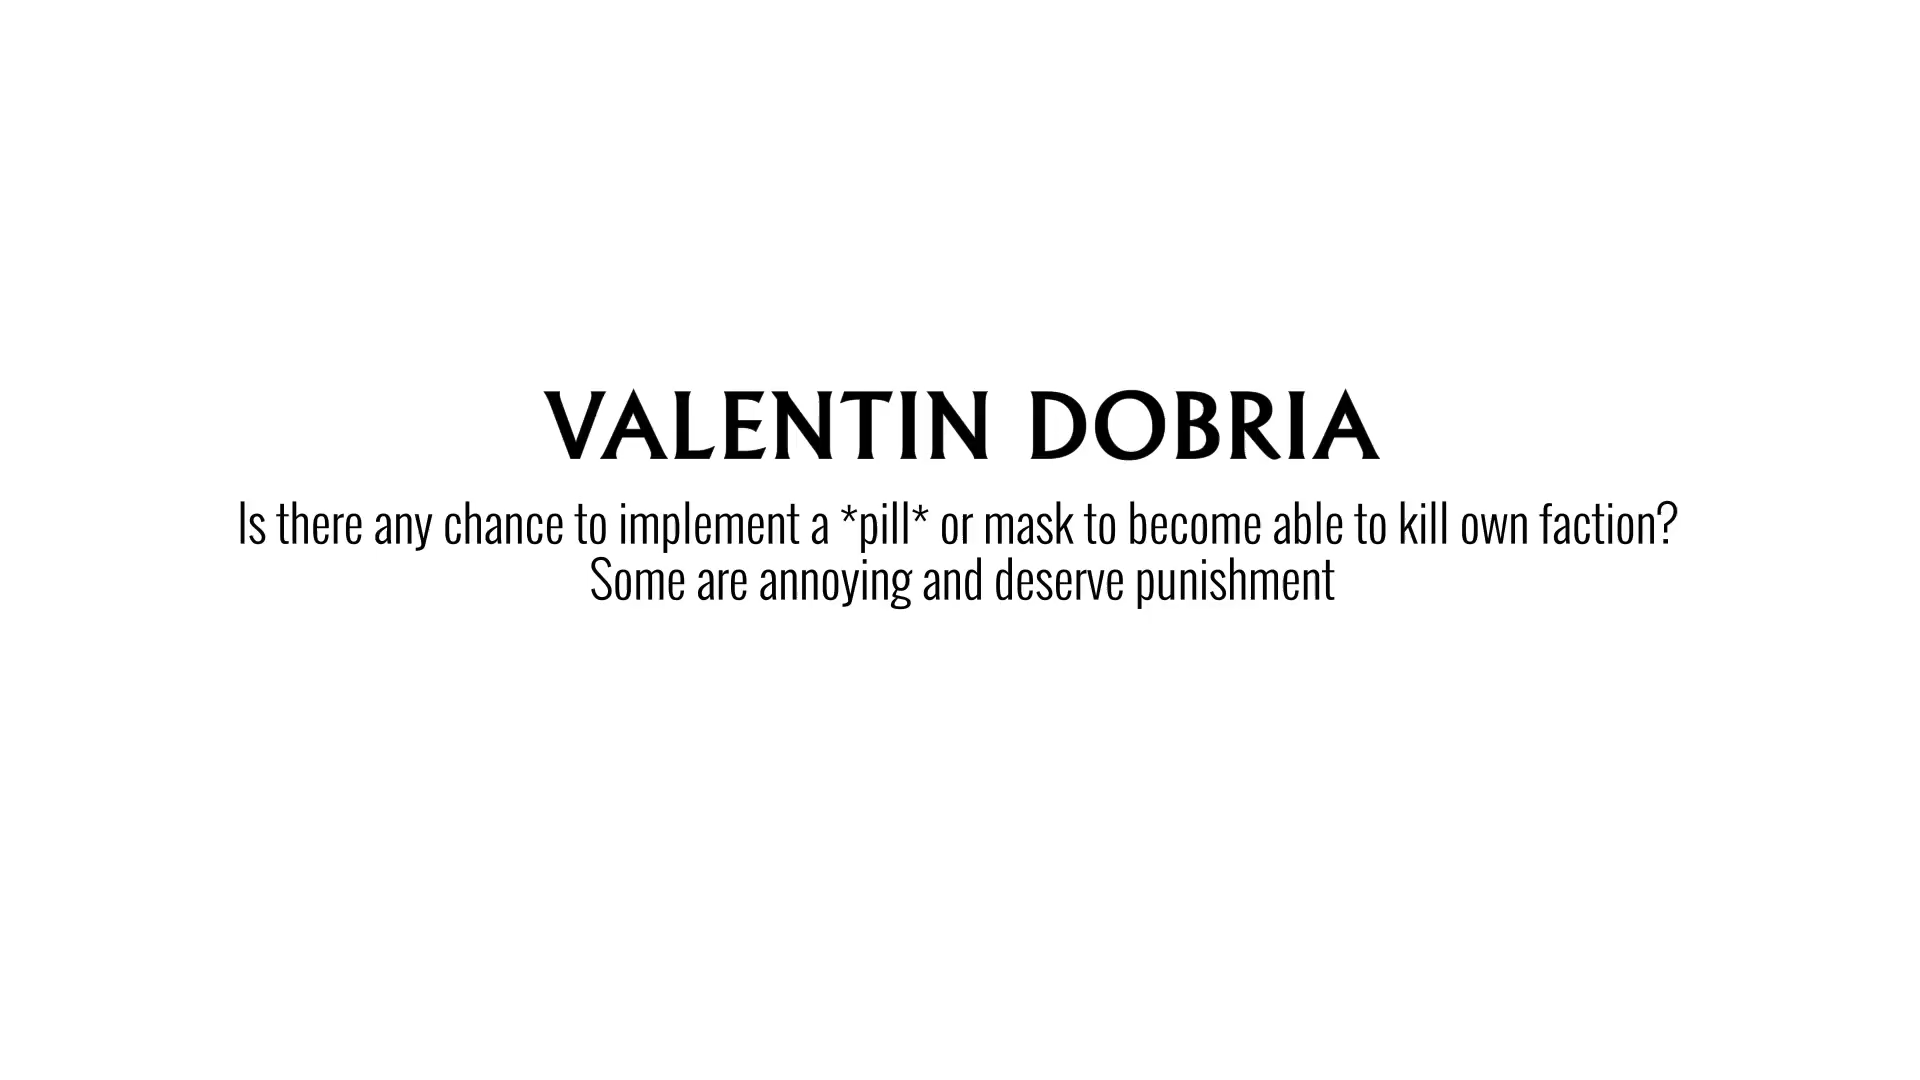 VALENTIN DOBRIA
Is there any chance to implement a *pill* or mask to become able to kill own faction?
Some are annoying and deserve punishment